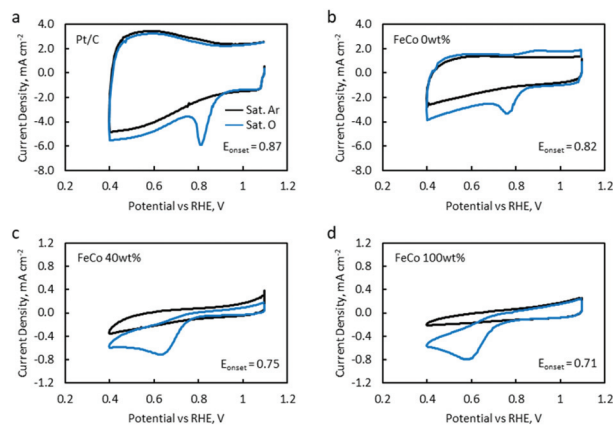 a
Pt/C
4.0
2.0
0.0
-2.0
-4.0
-6.0
-8.0
Current Density, mA cm-2
Sat. Ar
Sat. O
Eonset = 0.87
0.2 0.4 0.6 0.8 1 1.2
Potential vs RHE, V
b
FeCo 0wt%
4.0
2.0
0.0
-2.0
-4.0
-6.0
-8.0
Current Density, mA cm-2
Eonset = 0.82
0.2 0.4 0.6 0.8 1 1.2
Potential vs RHE, V
c
FeCo 40wt%
1.2
0.8
0.4
0.0
-0.4
-0.8
-1.2
Current Density, mA cm-2
Eonset = 0.75
0.2 0.4 0.6 0.8 1 1.2
Potential vs RHE, V
d
FeCo 100wt%
1.2
0.8
0.4
0.0
-0.4
-0.8
-1.2
Current Density, mA cm-2
Eonset = 0.71
0.2 0.4 0.6 0.8 1 1.2
Potential vs RHE, V